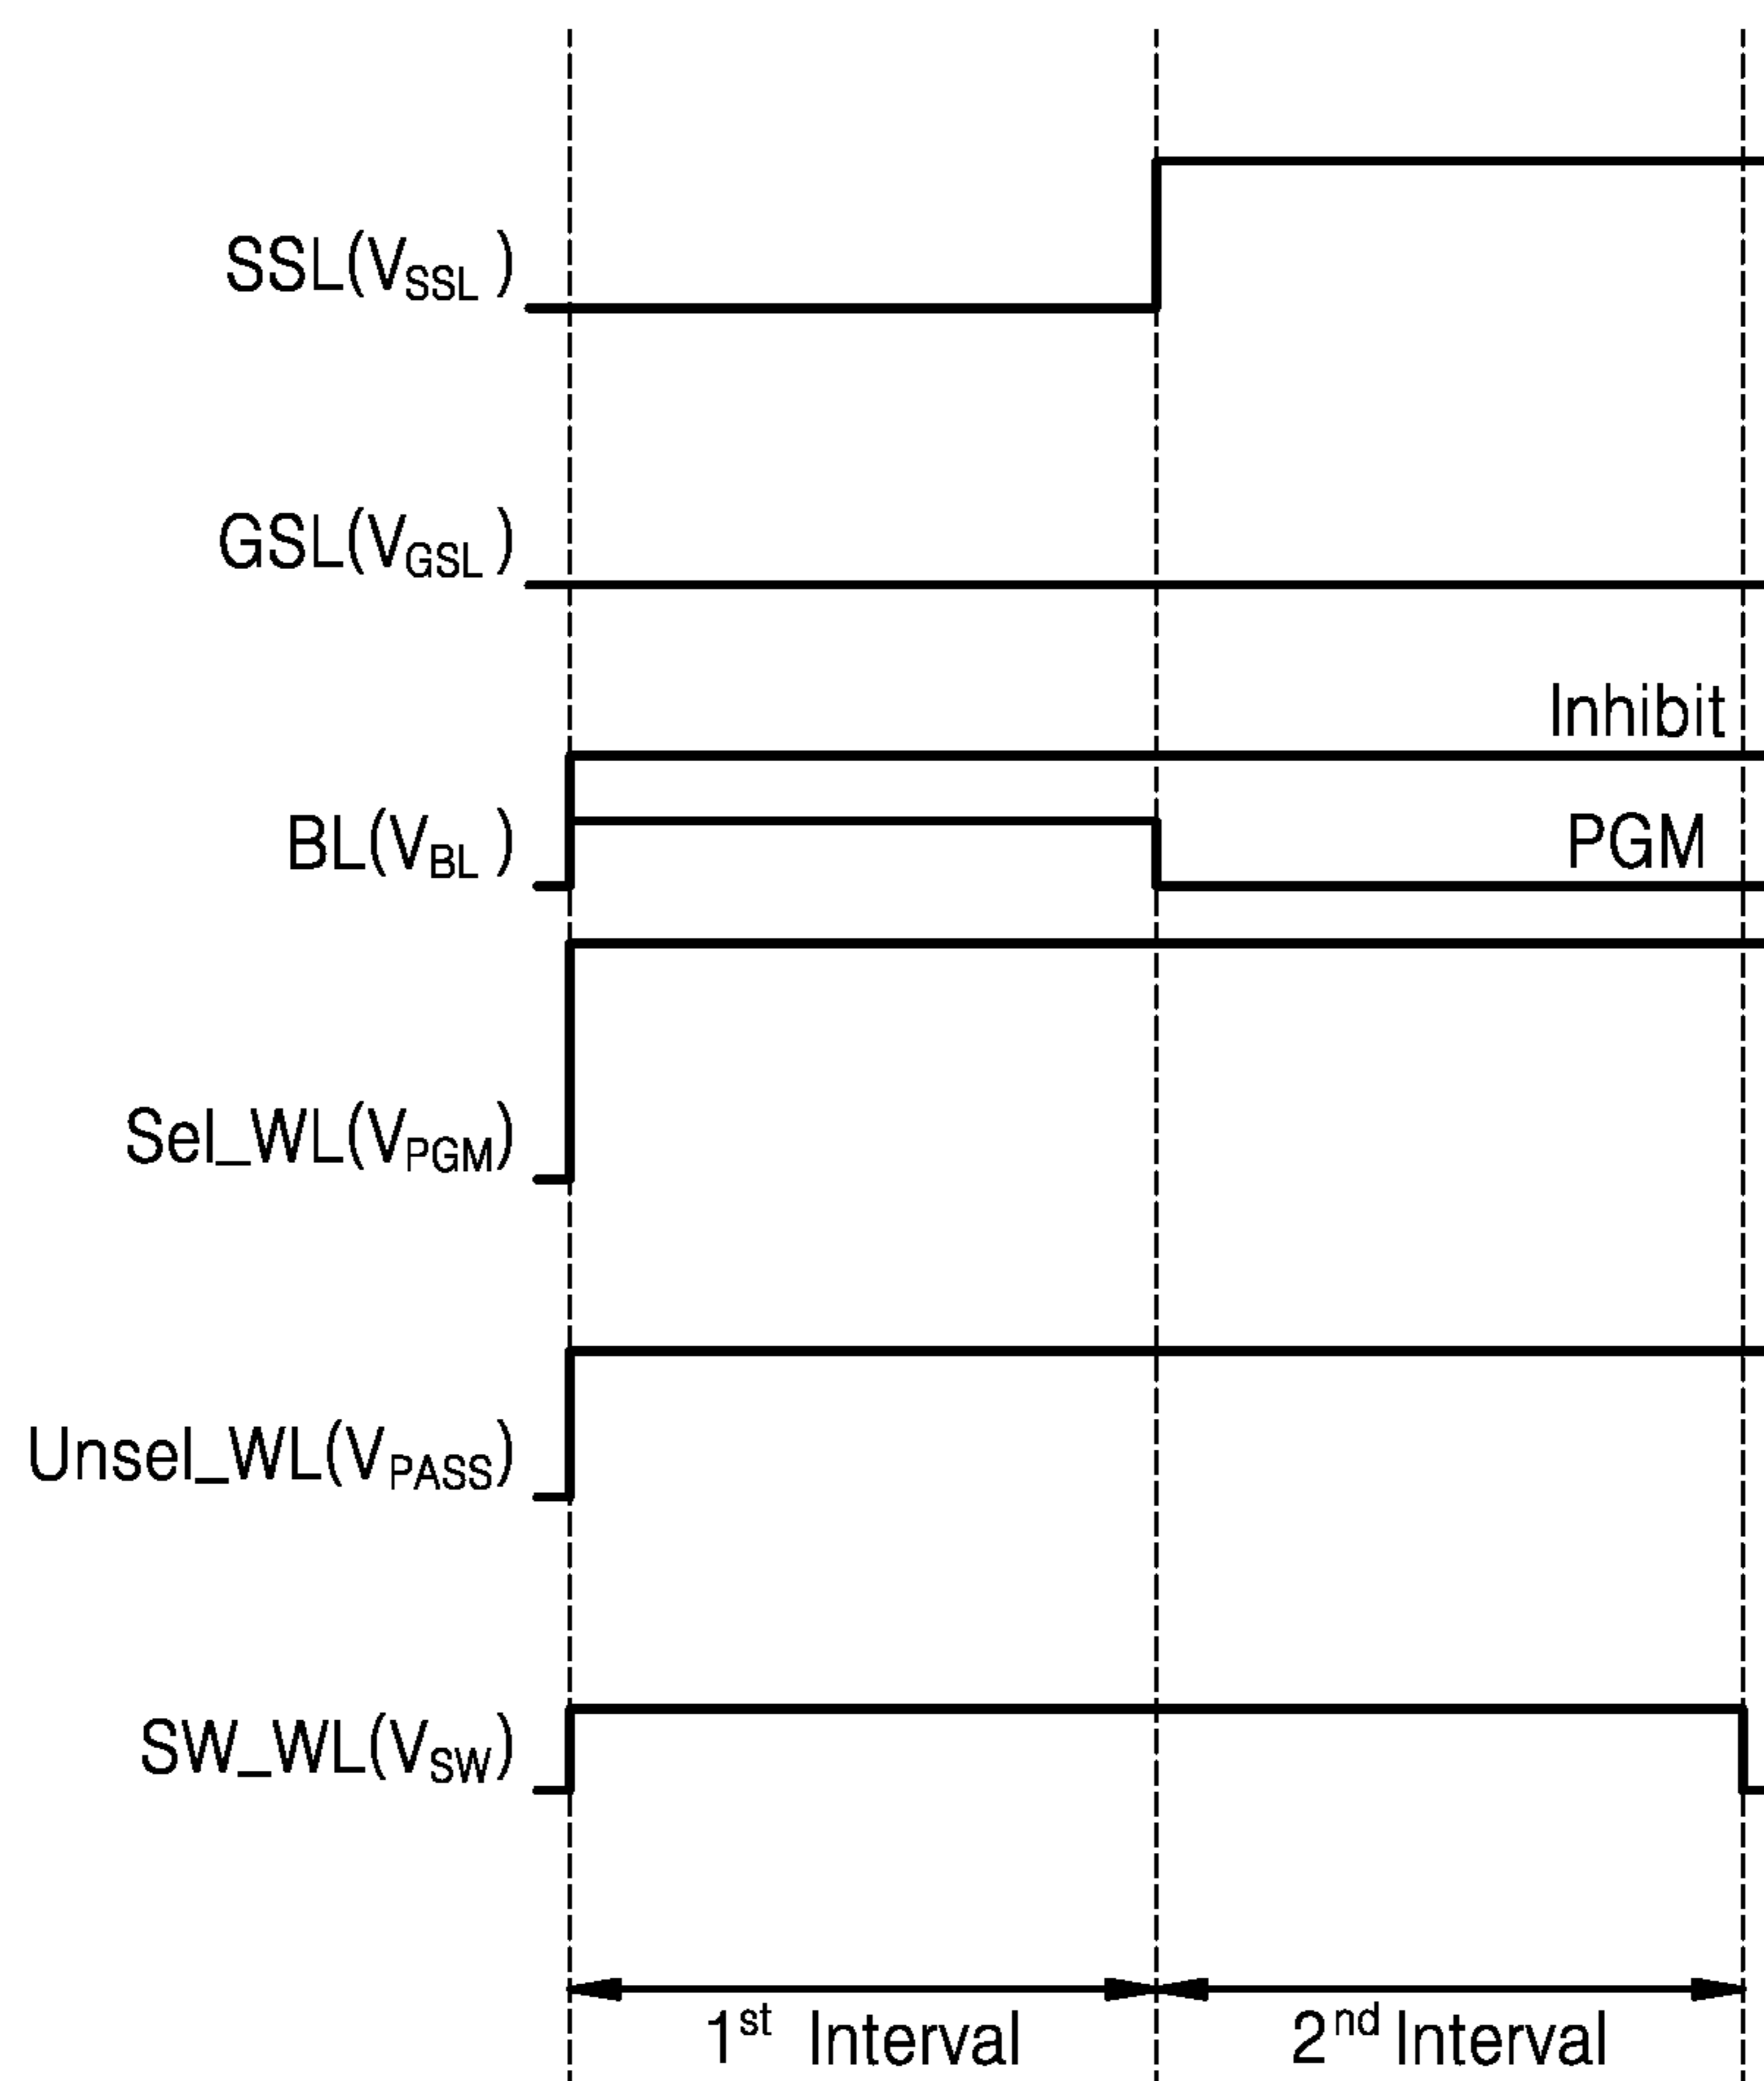 SSL(VSSL )
GSL(VGSL )
Inhibit
BL(VBL )
PGM
Sel_WL(VPGM)
Unsel_WL(VPASS)
SW_WL(VSW)
1st Interval
2nd Interval